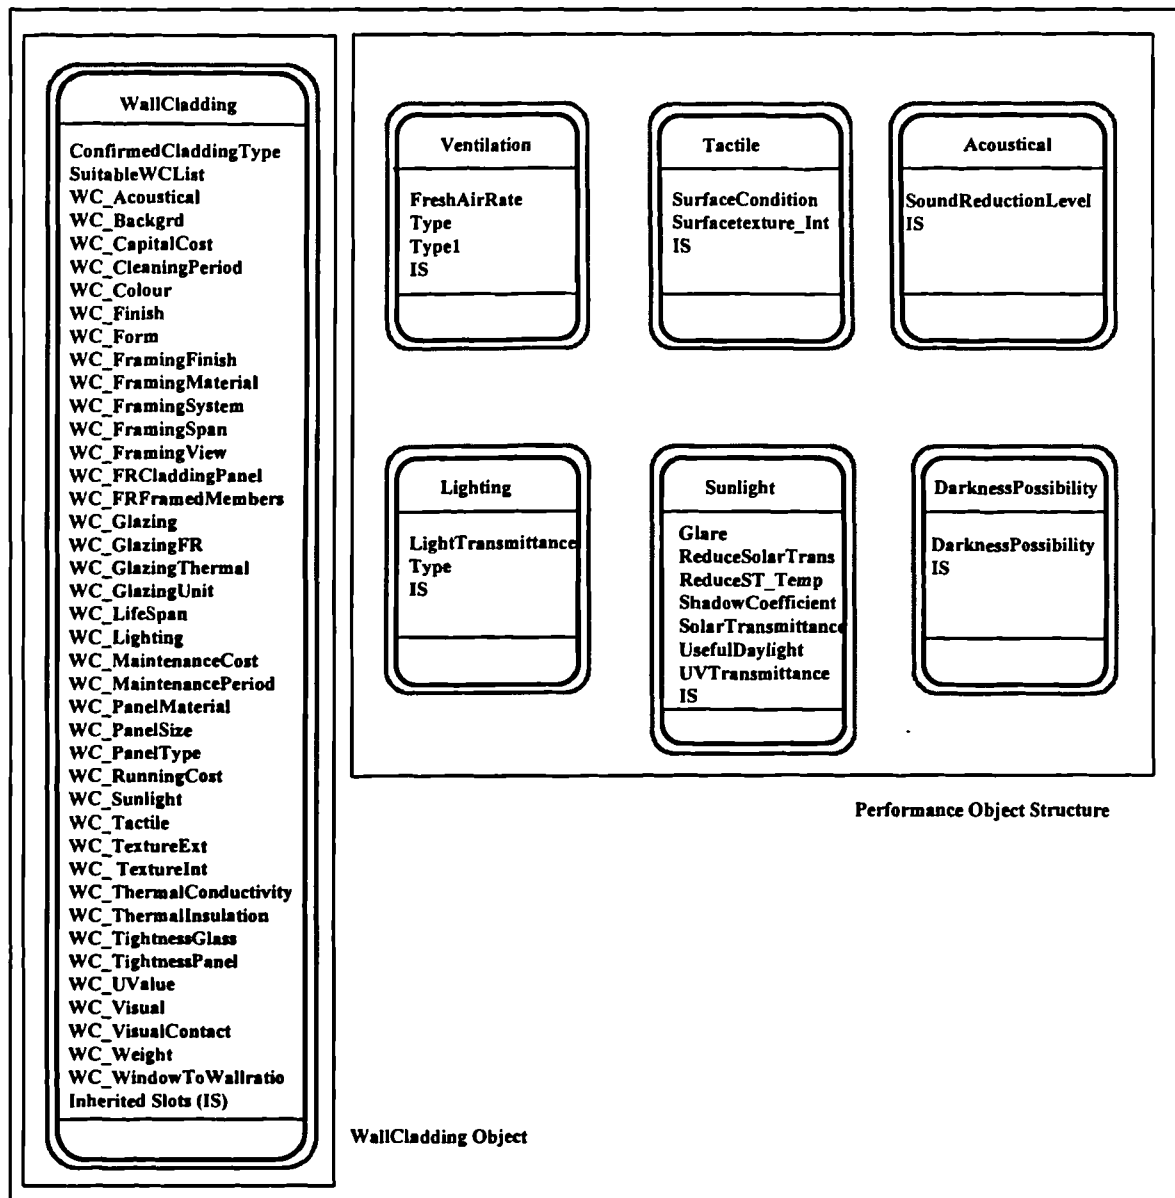 WallCladding
ConfirmedCladdingType
SuitableWCList
WC_Acoustical
WC_Backgrd
WC_CapitalCost
WC_CleaningPeriod
WC_Colour
WC_Finish
WC_Form
WC_FramingFinish
WC_FramingMaterial
WC_FramingSystem
WC_FramingSpan
WC_FramingView
WC_FRCladdingPanel
WC_FRFramedMembers
WC_Glazing
WC_GlazingFR
WC_GlazingThermal
WC_GlazingUnit
WC_LifeSpan
WC_Lighting
WC_MaintenanceCost
WC_MaintenancePeriod
WC_PanelMaterial
WC_PanelSize
WC_PanelType
WC_RunningCost
WC_Sunlight
WC_Tactile
WC_TextureExt
WC_ TextureInt
WC_ThermalConductivity
WC_ThermalInsulation
WC_TightnessGlass
WC_TightnessPanel
WC_UValue
WC_Visual
WC_VisualContact
WC_Weight
WC_WindowToWallratio
Inherited Slots (IS)
WallCladding Object
Ventilation
FreshAirRate
Type
Type1
IS
Tactile
SurfaceCondition
Surfacetexture_Int
IS
Acoustical
SoundReductionLevel
IS
Lighting
LightTransmittance
Type
IS
Sunlight
Glare
ReduceSolarTrans
ReduceST_Temp
ShadowCoefficient
SolarTransmittance
UsefulDaylight
UVTransmittance
IS
DarknessPossibility
DarknessPossibility
IS
Performance Object Structure